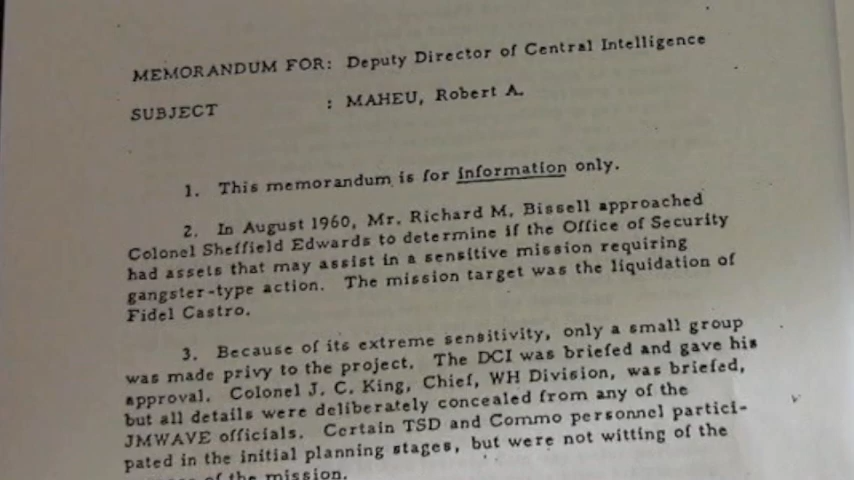 MEMORANDUM FOR: Deputy Director of Central Intelligence
SUBJECT : MAHEU, Robert A.
1. This memorandum is for information only.
2. In August 1960, Mr. Richard M. Bissell approached
Colonel Sheffield Edwards to determine if the Office of Security
had assets that may assist in a sensitive mission requiring
gangster-type action. The mission target was the liquidation of
Fidel Castro.
3. Because of its extreme sensitivity, only a small group
was made privy to the project. The DCI was briefed and gave his
approval. Colonel J. C. King, Chief, WH Division, was briefed,
but all details were deliberately concealed from any of the
JMWAVE officials. Certain TSD and Commo personnel partici-
pated in the initial planning stages, but were not witting of the
of the mission.